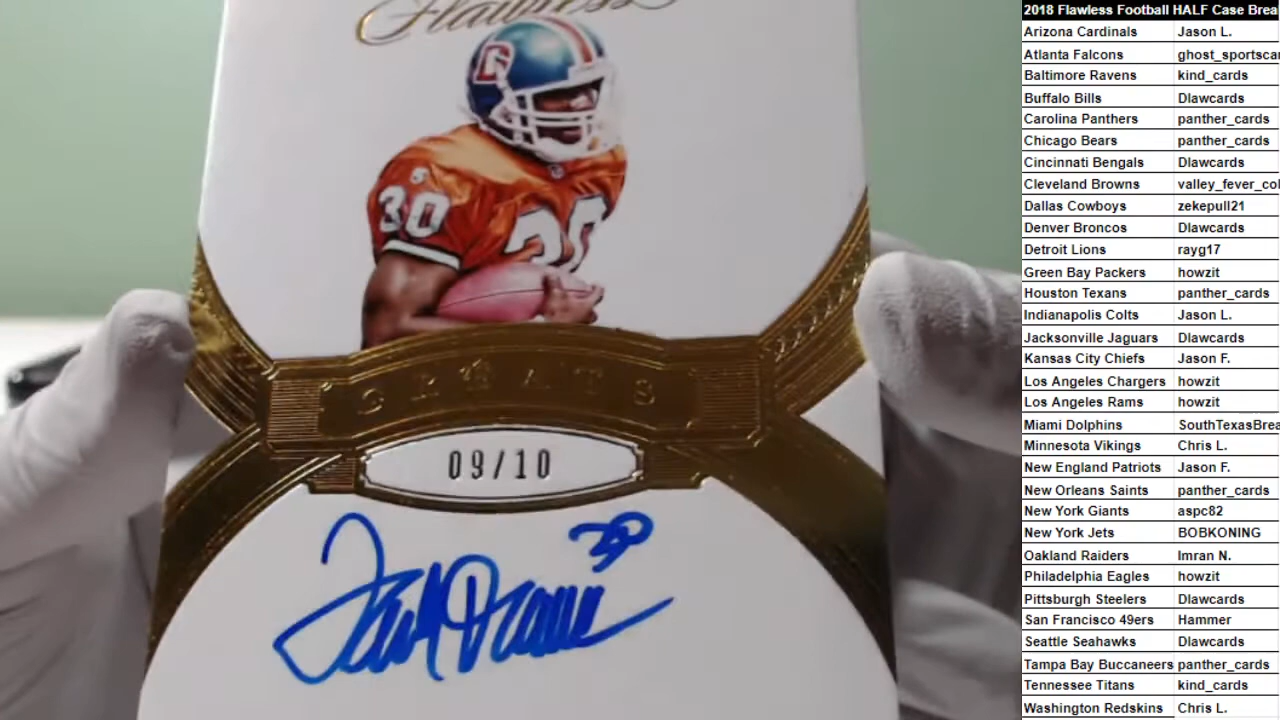 Flawless
D
30
30
GREATS
09/10
Terrell Davis 30
2018 Flawless Football HALF Case Brea
Arizona Cardinals Jason L.
Atlanta Falcons ghost_sportscar
Baltimore Ravens kind_cards
Buffalo Bills Dlawcards
Carolina Panthers panther_cards
Chicago Bears panther_cards
Cincinnati Bengals Dlawcards
Cleveland Browns valley_fever_col
Dallas Cowboys zekepull21
Denver Broncos Dlawcards
Detroit Lions rayg17
Green Bay Packers howzit
Houston Texans panther_cards
Indianapolis Colts Jason L.
Jacksonville Jaguars Dlawcards
Kansas City Chiefs Jason F.
Los Angeles Chargers howzit
Los Angeles Rams howzit
Miami Dolphins SouthTexasBrea
Minnesota Vikings Chris L.
New England Patriots Jason F.
New Orleans Saints panther_cards
New York Giants aspc82
New York Jets BOBKONING
Oakland Raiders Imran N.
Philadelphia Eagles howzit
Pittsburgh Steelers Dlawcards
San Francisco 49ers Hammer
Seattle Seahawks Dlawcards
Tampa Bay Buccaneers panther_cards
Tennessee Titans kind_cards
Washington Redskins Chris L.